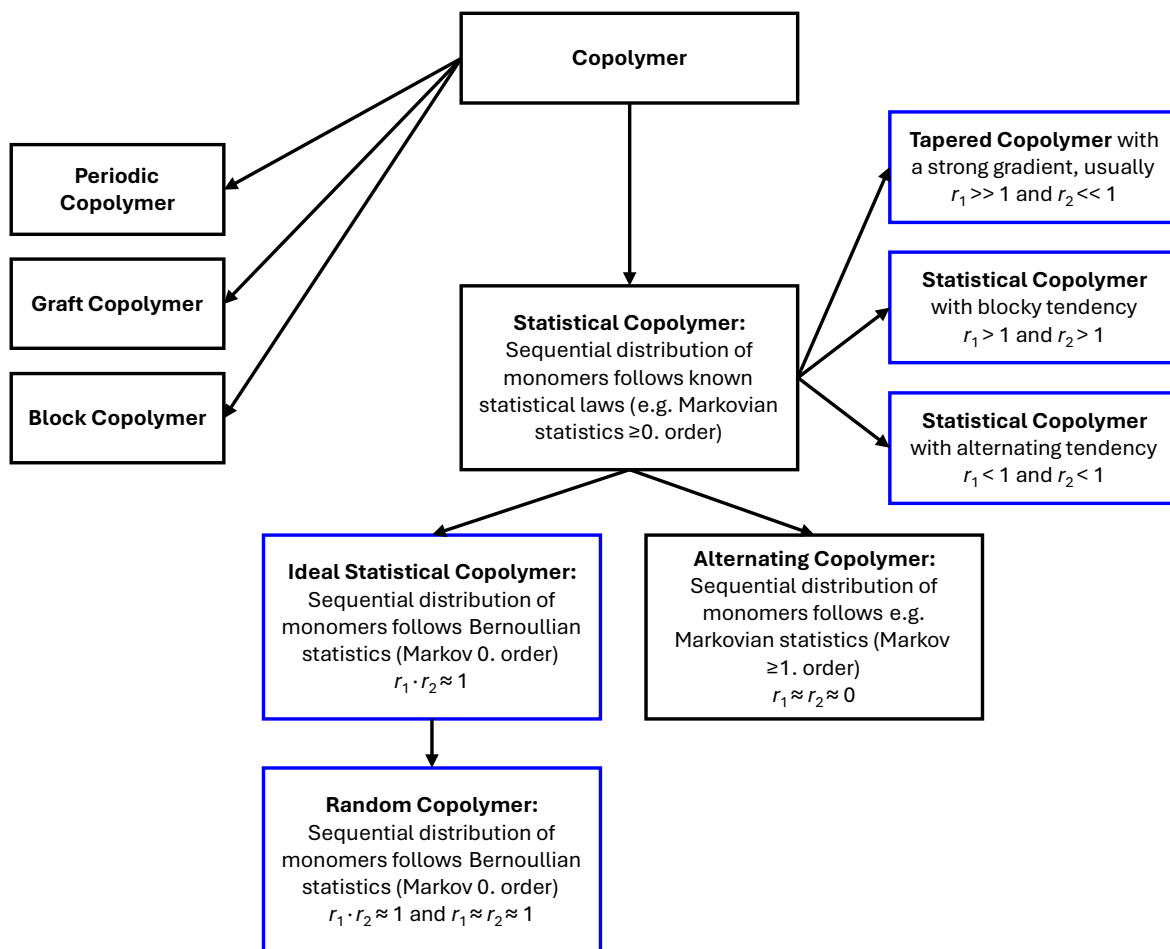 Copolymer
Periodic
Copolymer
Graft Copolymer
Block Copolymer
Statistical Copolymer:
Sequential distribution of
monomers follows known
statistical laws (e.g. Markovian
statistics ≥0. order)
Tapered Copolymer with
a strong gradient, usually
r₁ >> 1 and r₂ << 1
Statistical Copolymer
with blocky tendency
r₁ > 1 and r₂ > 1
Statistical Copolymer
with alternating tendency
r₁ < 1 and r₂ < 1
Ideal Statistical Copolymer:
Sequential distribution of
monomers follows Bernoullian
statistics (Markov 0. order)
r₁ · r₂ ≈ 1
Alternating Copolymer:
Sequential distribution of
monomers follows e.g.
Markovian statistics (Markov
≥1. order)
r₁ ≈ r₂ ≈ 0
Random Copolymer:
Sequential distribution of
monomers follows Bernoullian
statistics (Markov 0. order)
r₁ · r₂ ≈ 1 and r₁ ≈ r₂ ≈ 1